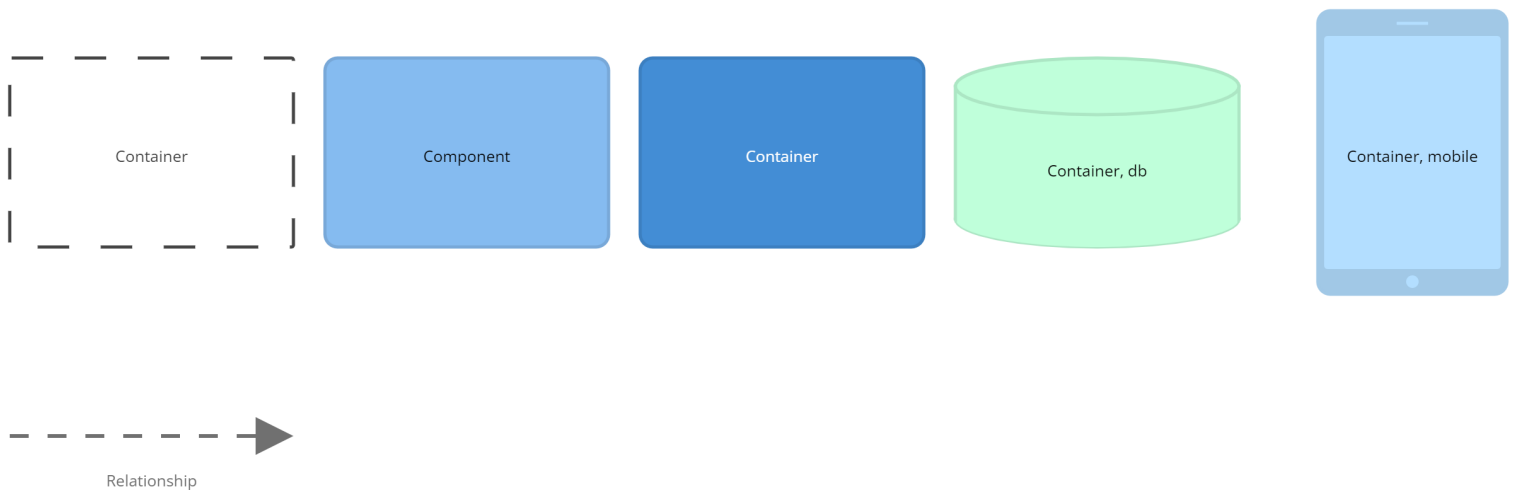 Container
Component
Container
Container, db
Container, mobile
Relationship